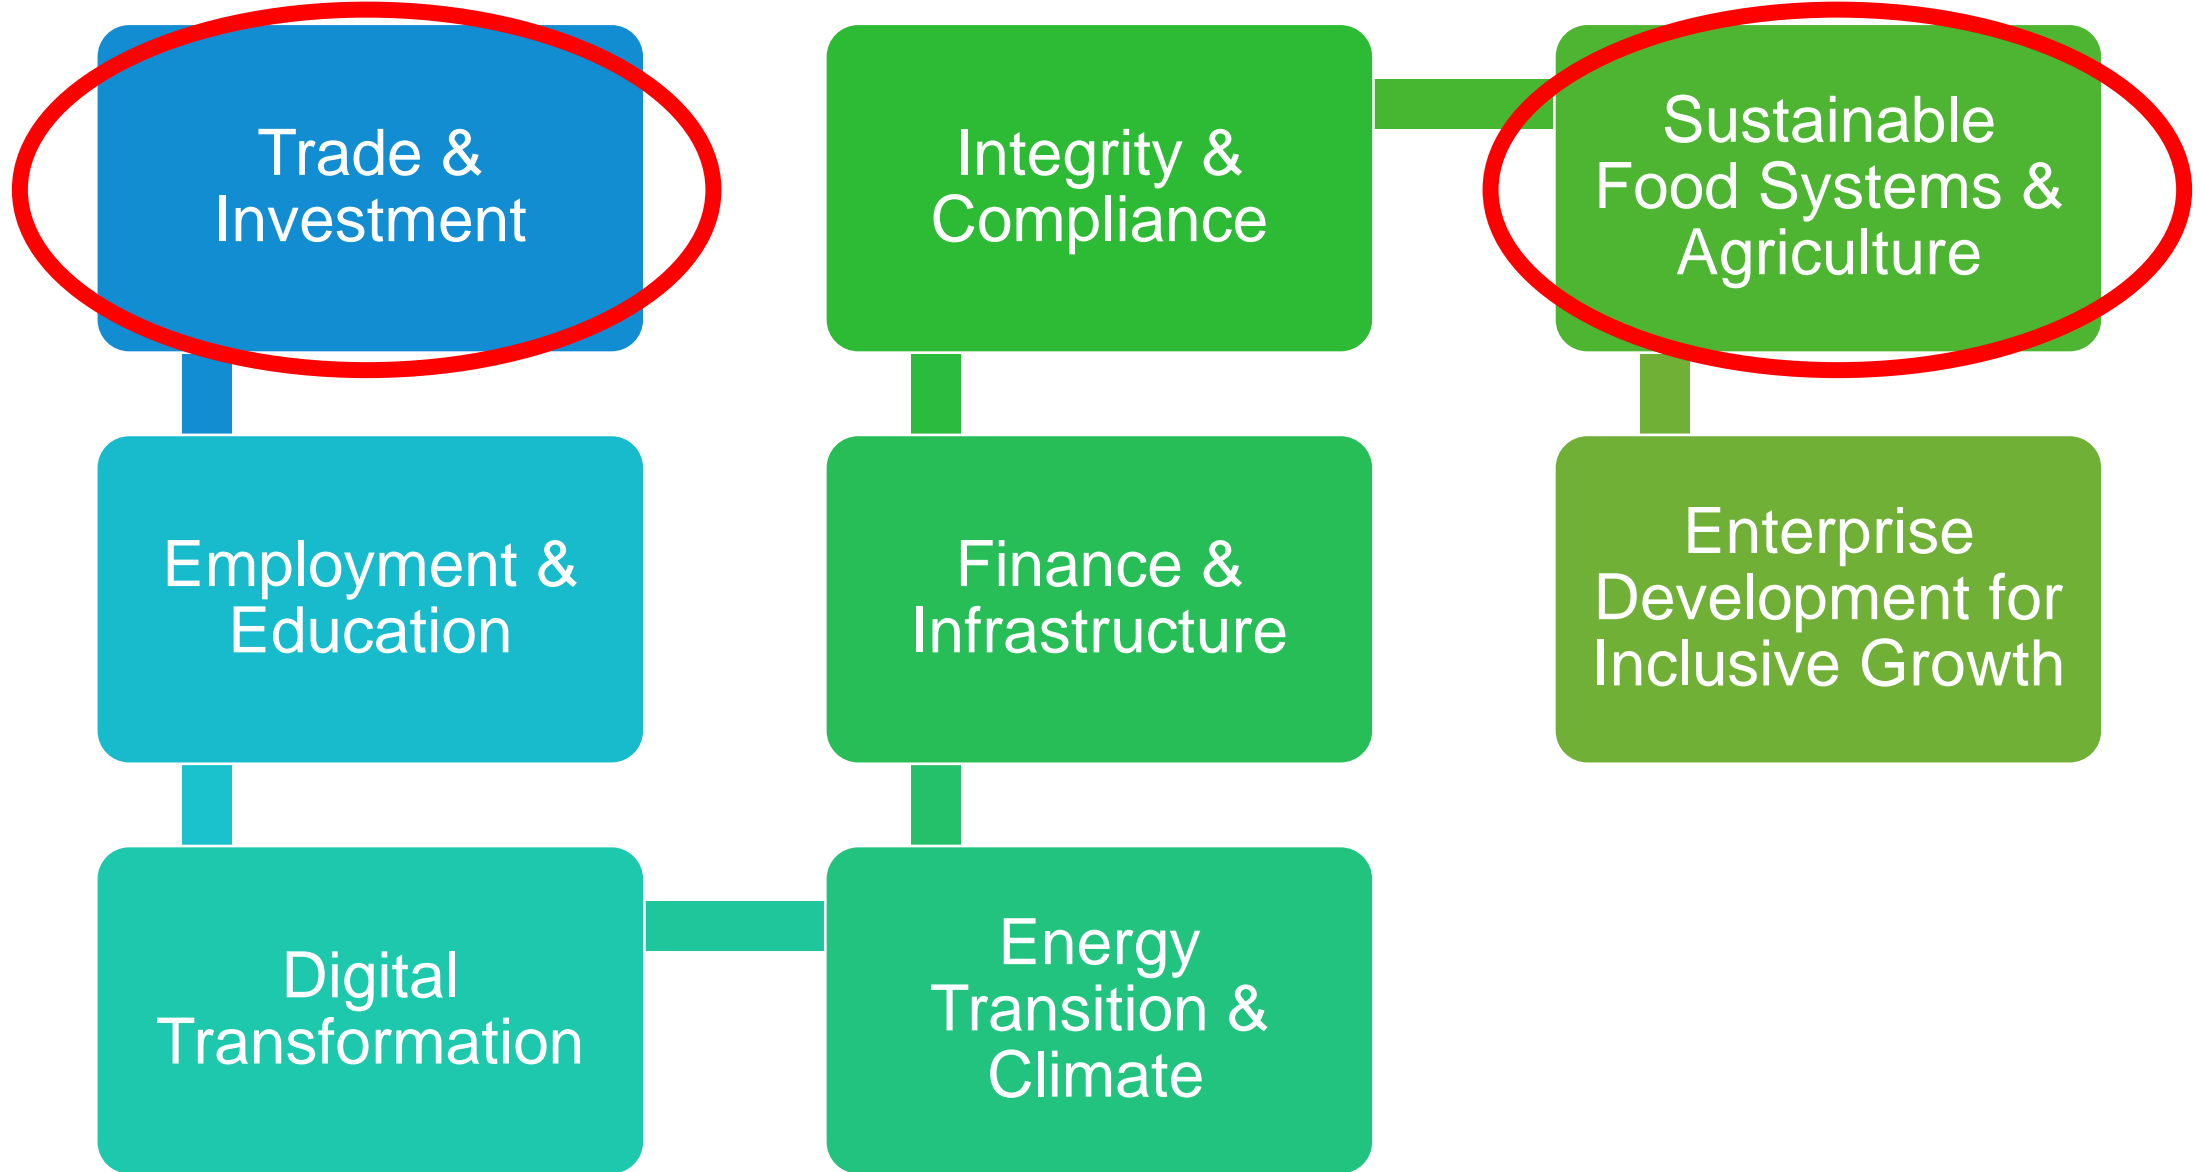 Trade &
Investment
Employment &
Education
Digital
Transformation
Energy
Transition &
Climate
Finance &
Infrastructure
Integrity &
Compliance
Sustainable
Food Systems &
Agriculture
Enterprise
Development for
Inclusive Growth